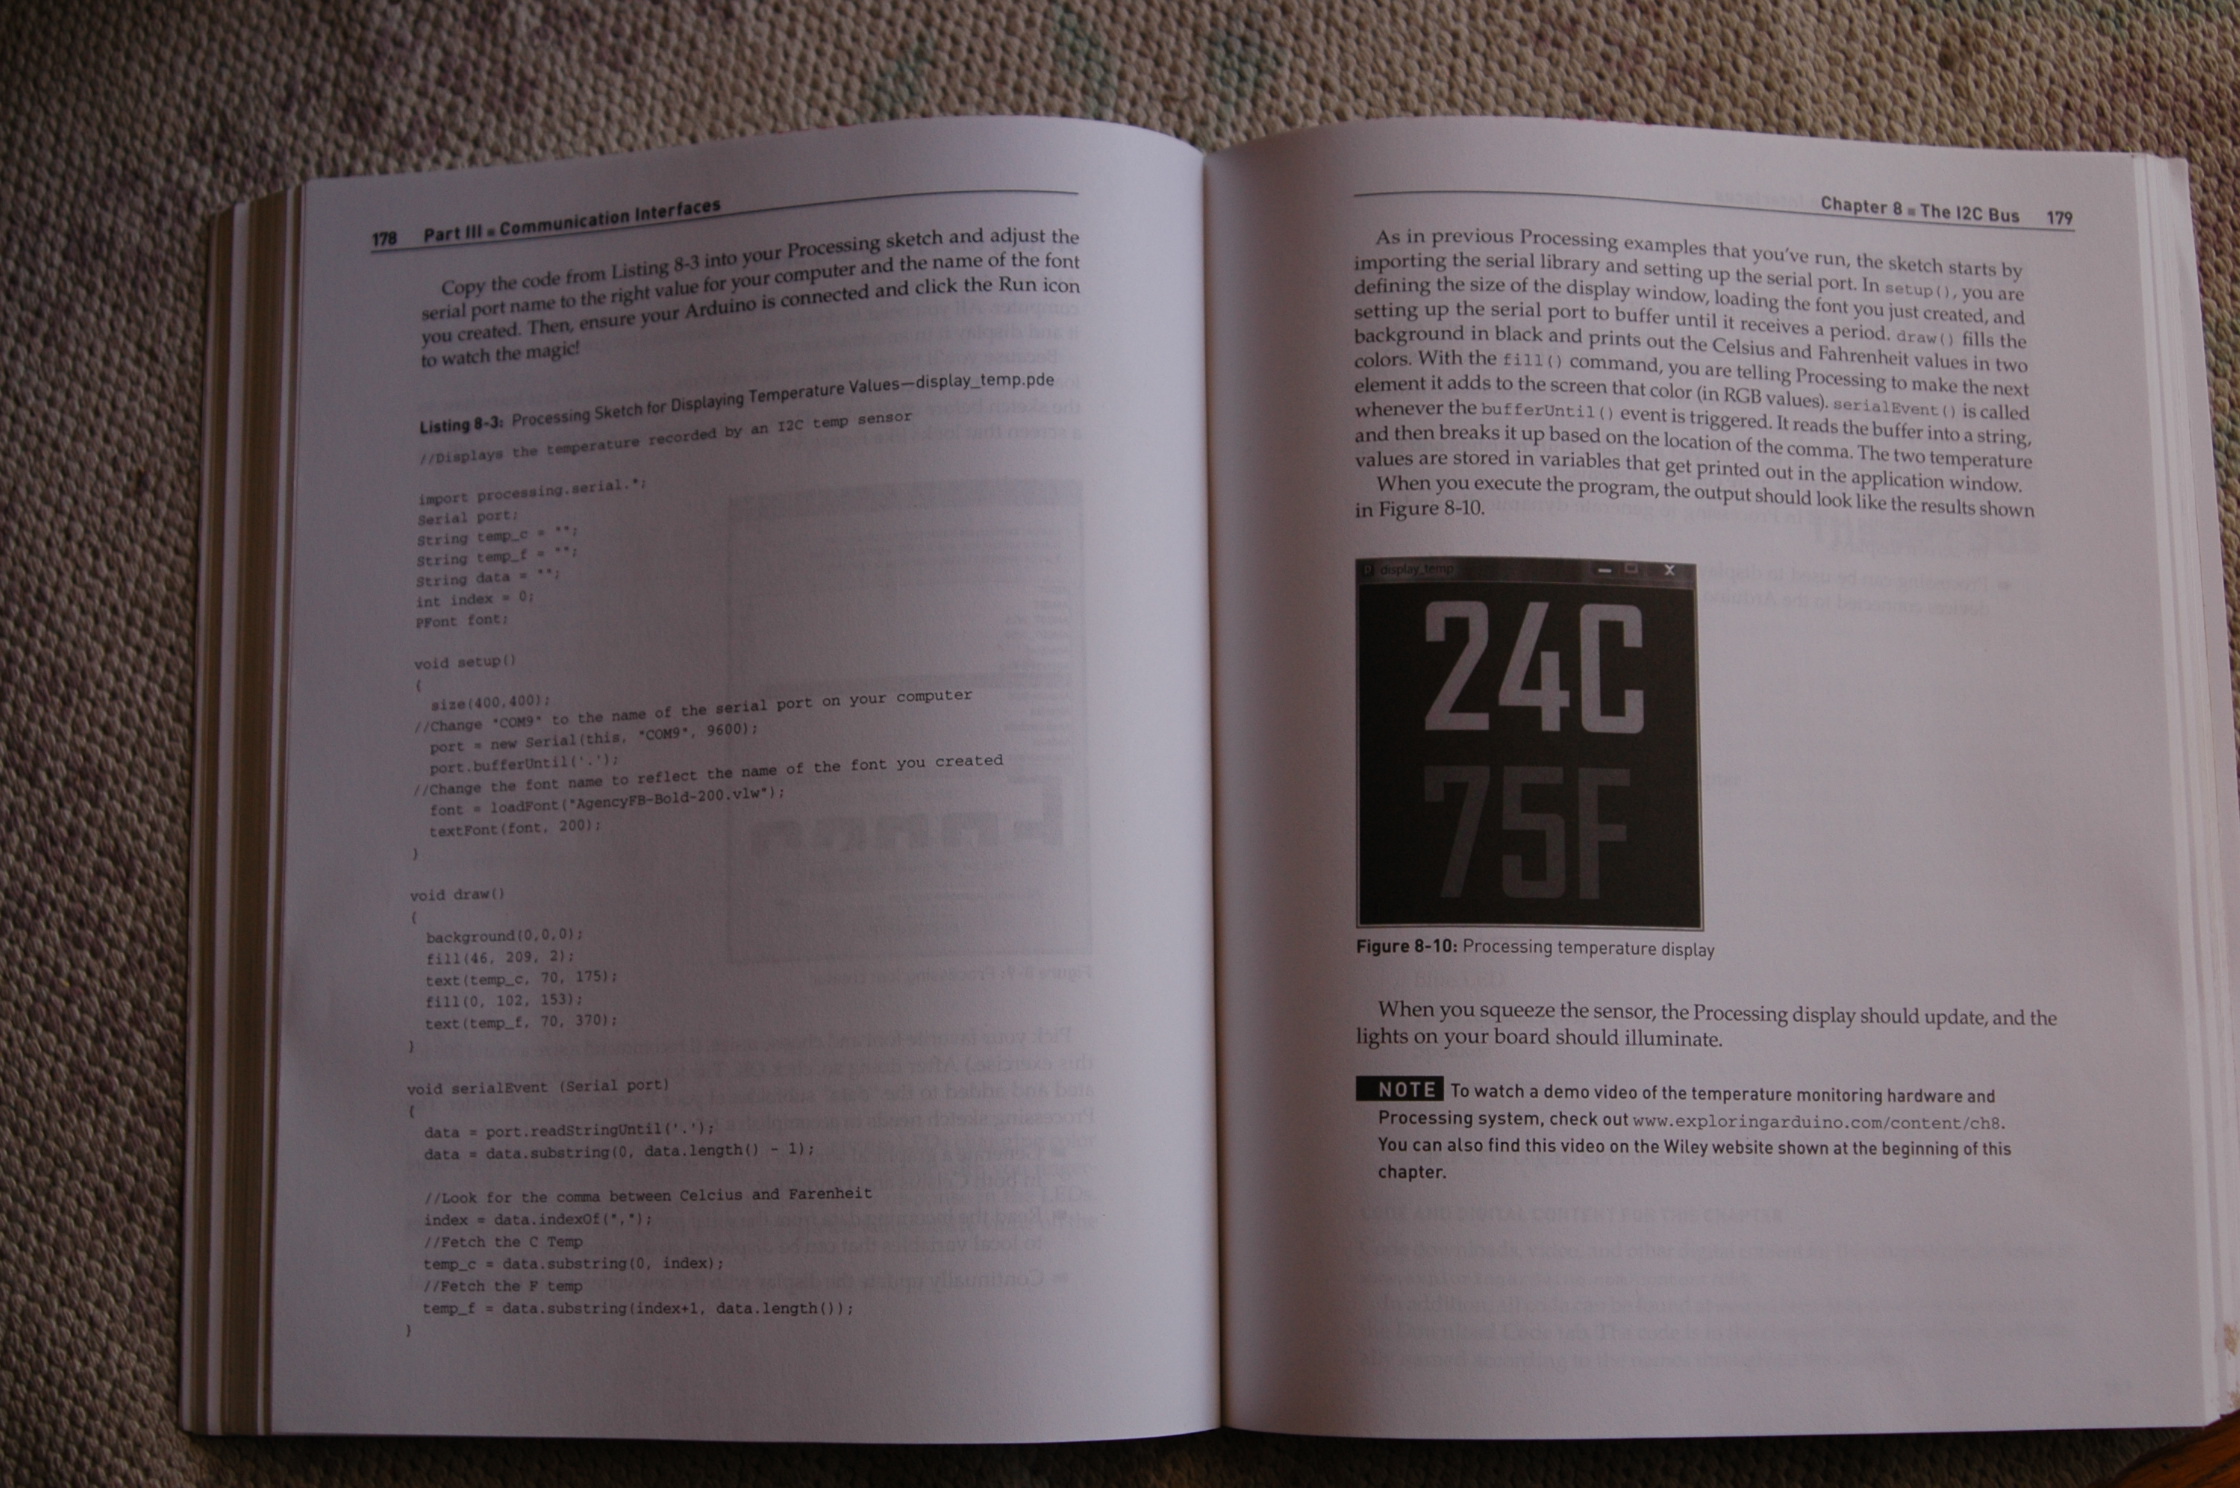 178 Part III ■ Communication Interfaces
Copy the code from Listing 8-3 into your Processing sketch and adjust the
serial port name to the right value for your computer and the name of the font
you created. Then, ensure your Arduino is connected and click the Run icon
to watch the magic!
Listing 8-3: Processing Sketch for Displaying Temperature Values—display_temp.pde
//Displays the temperature recorded by an I2C temp sensor
import processing.serial.*;
Serial port;
String temp_c = "";
String temp_f = "";
String data = "";
int index = 0;
PFont font;
void setup()
{
size(400,400);
//Change "COM9" to the name of the serial port on your computer
port = new Serial(this, "COM9", 9600);
port.bufferUntil('.');
//Change the font name to reflect the name of the font you created
font = loadFont("AgencyFB-Bold-200.vlw");
textFont(font, 200);
}
void draw()
{
background(0,0,0);
fill(46, 209, 2);
text(temp_c, 70, 175);
fill(0, 102, 153);
text(temp_f, 70, 370);
}
void serialEvent (Serial port)
{
data = port.readStringUntil('.');
data = data.substring(0, data.length() - 1);
//Look for the comma between Celcius and Farenheit
index = data.indexOf(",");
//Fetch the C Temp
temp_c = data.substring(0, index);
//Fetch the F temp
temp_f = data.substring(index+1, data.length());
}
Chapter 8 ■ The I2C Bus 179
As in previous Processing examples that you've run, the sketch starts by
importing the serial library and setting up the serial port. In setup(), you are
defining the size of the display window, loading the font you just created, and
setting up the serial port to buffer until it receives a period. draw() fills the
background in black and prints out the Celsius and Fahrenheit values in two
colors. With the fill() command, you are telling Processing to make the next
element it adds to the screen that color (in RGB values). serialEvent() is called
whenever the bufferUntil() event is triggered. It reads the buffer into a string,
and then breaks it up based on the location of the comma. The two temperature
values are stored in variables that get printed out in the application window.
When you execute the program, the output should look like the results shown
in Figure 8-10.
display_temp
24C
75F
Figure 8-10: Processing temperature display
When you squeeze the sensor, the Processing display should update, and the
lights on your board should illuminate.
NOTE To watch a demo video of the temperature monitoring hardware and
Processing system, check out www.exploringarduino.com/content/ch8.
You can also find this video on the Wiley website shown at the beginning of this
chapter.